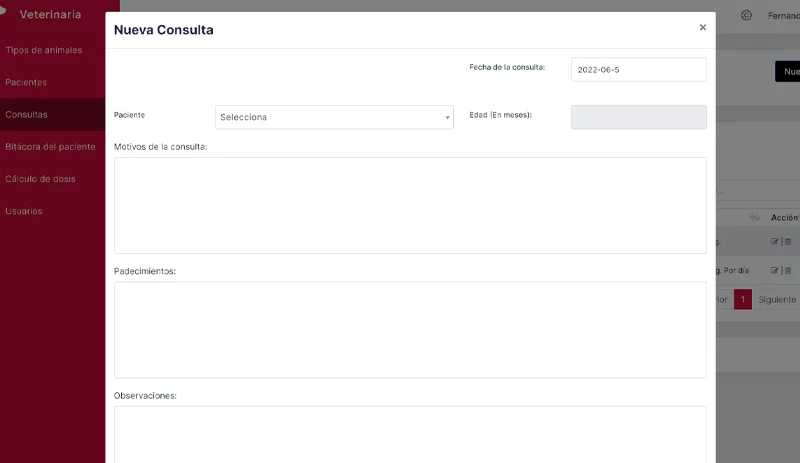 Veterinaria
Tipos de animales
Pacientes
Consultas
Bitácora del paciente
Cálculo de dosis
Usuarios
Nueva Consulta
×
Fecha de la consulta:
2022-06-5
Paciente
Selecciona
Edad (En meses):
Motivos de la consulta:
Padecimientos:
Observaciones:
Fernand
Nue
Acción
g.
g. Por día
ior
1
Siguiente